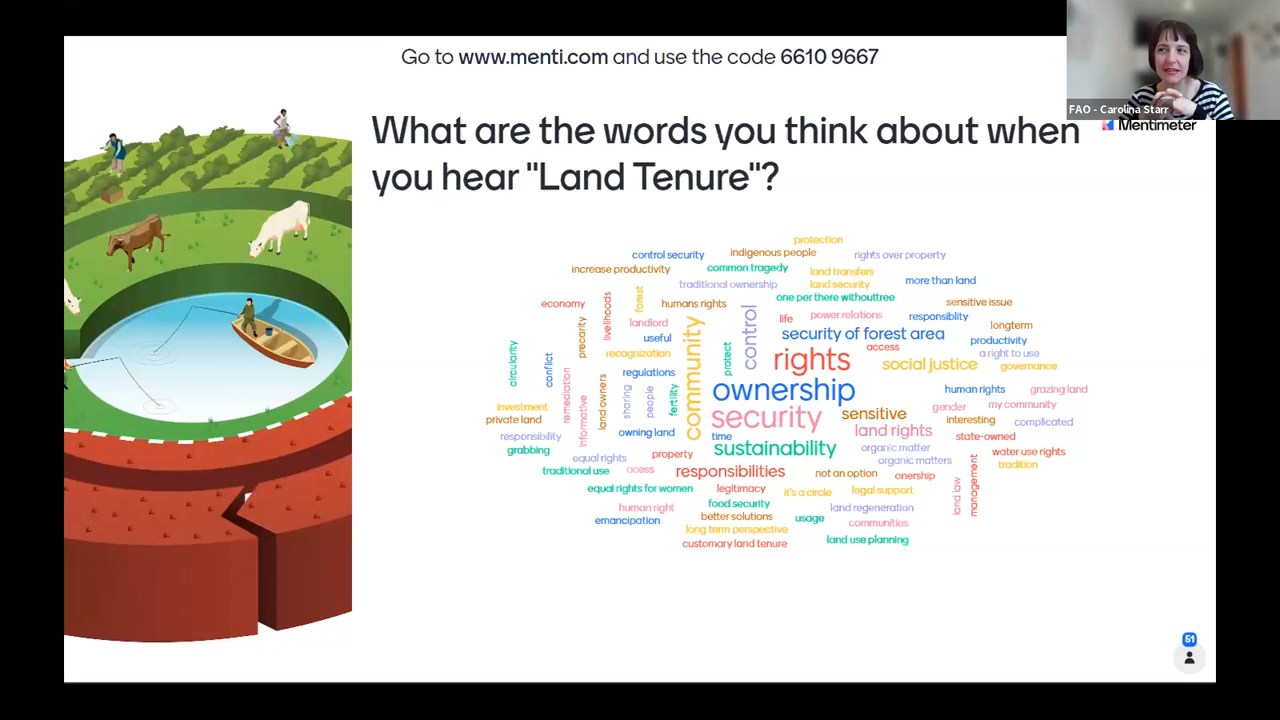 Go to www.menti.com and use the code 6610 9667
FAO - Carolina Starr
Mentimeter
What are the words you think about when
you hear "Land Tenure"?
protection
control security
indigenous people
rights over property
increase productivity
common tragedy
land transfers
traditional ownership
land security
more than land
economy
livelihoods
forest
humans rights
one per there withouttree
sensitive issue
landlord
control
life
power relations
responsiblity
longterm
precarity
useful
community
security of forest area
productivity
circularity
conflict
recognization
protect
rights
access
a right to use
social justice
governance
remediation
regulations
land owners
sharing
people
fertility
ownership
human rights
grazing land
investment
informative
security
sensitive
gender
my community
private land
interesting
complicated
responsibility
owning land
time
land rights
state-owned
grabbing
sustainability
organic matter
water use rights
equal rights
property
organic matters
tradition
traditional use
acess
responsibilities
not an option
onership
land law
management
equal rights for women
legitimacy
it's a circle
legal support
human right
food security
land regeneration
emancipation
better solutions
usage
communities
long term perspective
customary land tenure
land use planning
51